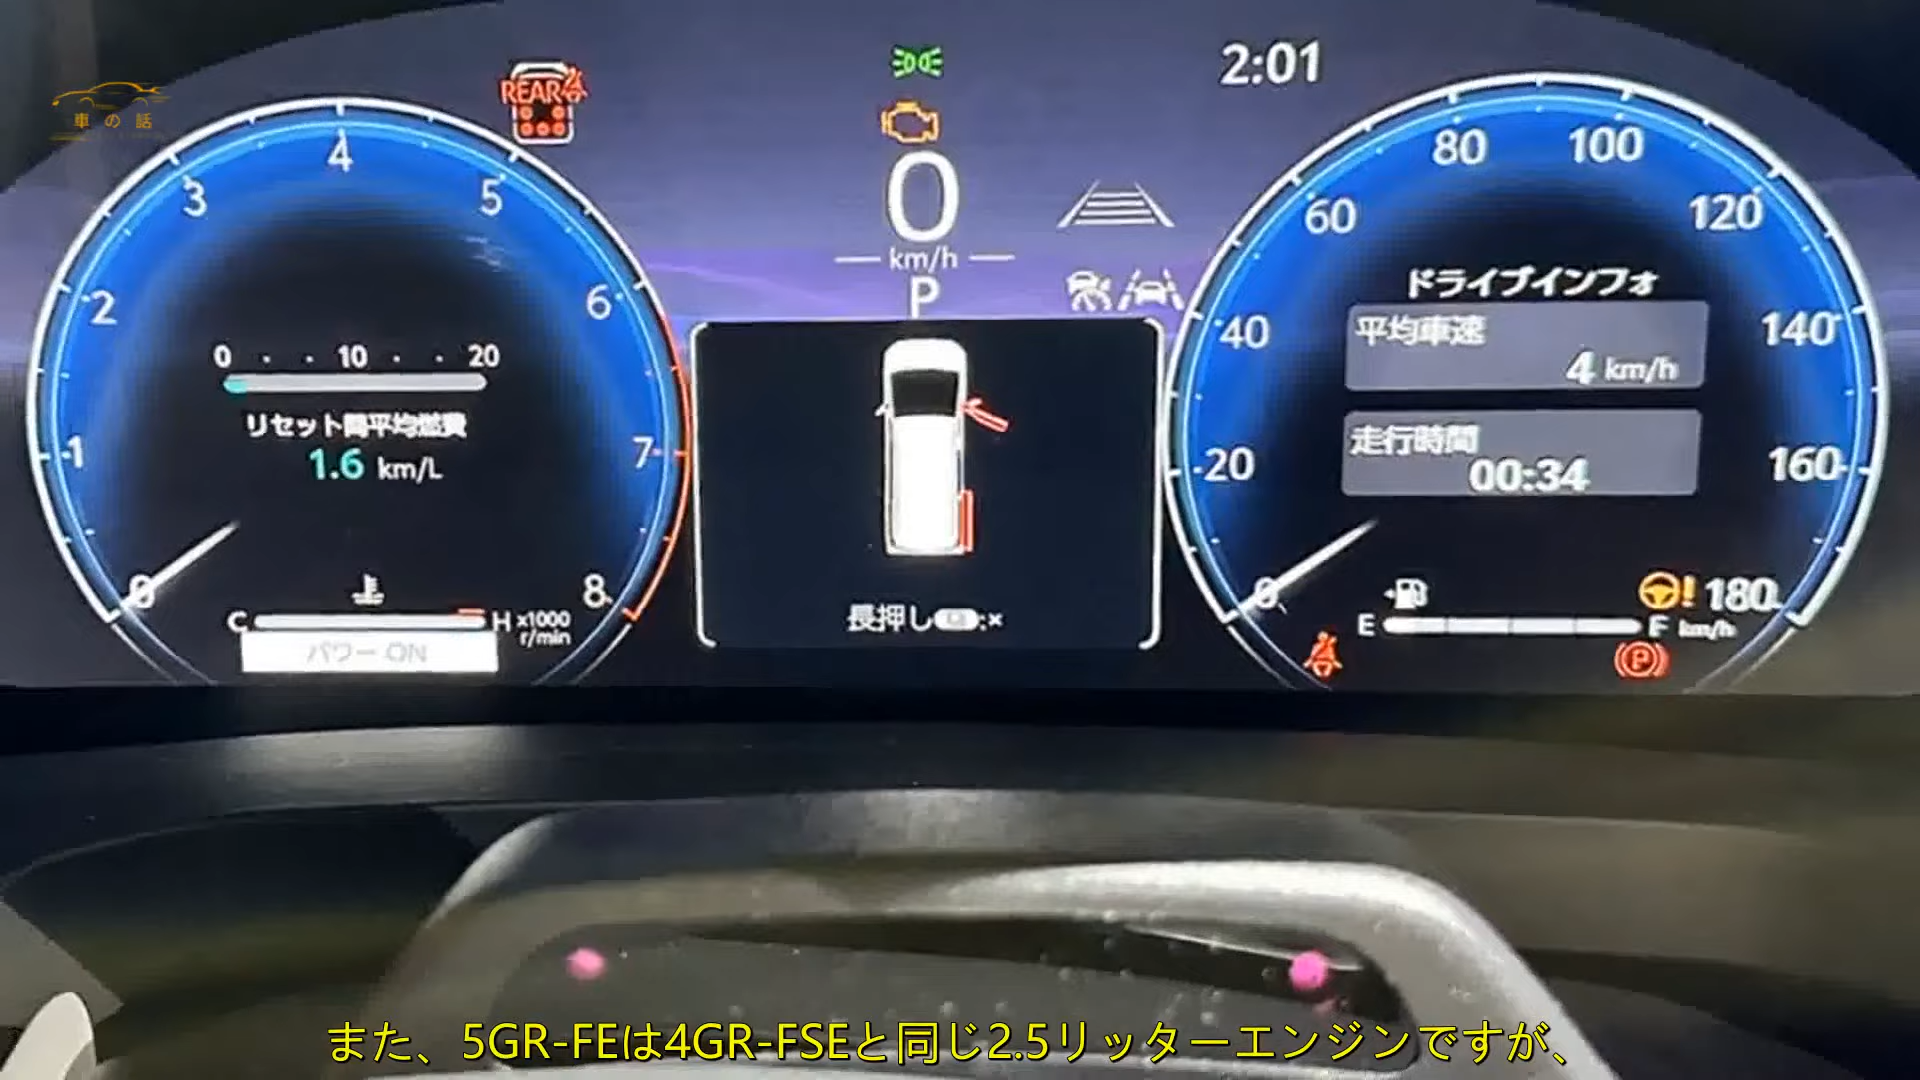 車の話
REAR
2:01
0
km/h
P
0 1 2 3 4 5 6 7 8
0 10 20
リセット間平均燃費
1.6 km/L
C H
x1000
r/min
パワー ON
長押し :×
0 20 40 60 80 100 120 140 160 180
km/h
ドライブインフォ
平均車速
4 km/h
走行時間
00:34
E F
!
P
また、5GR-FEは4GR-FSEと同じ2.5リッターエンジンですが、